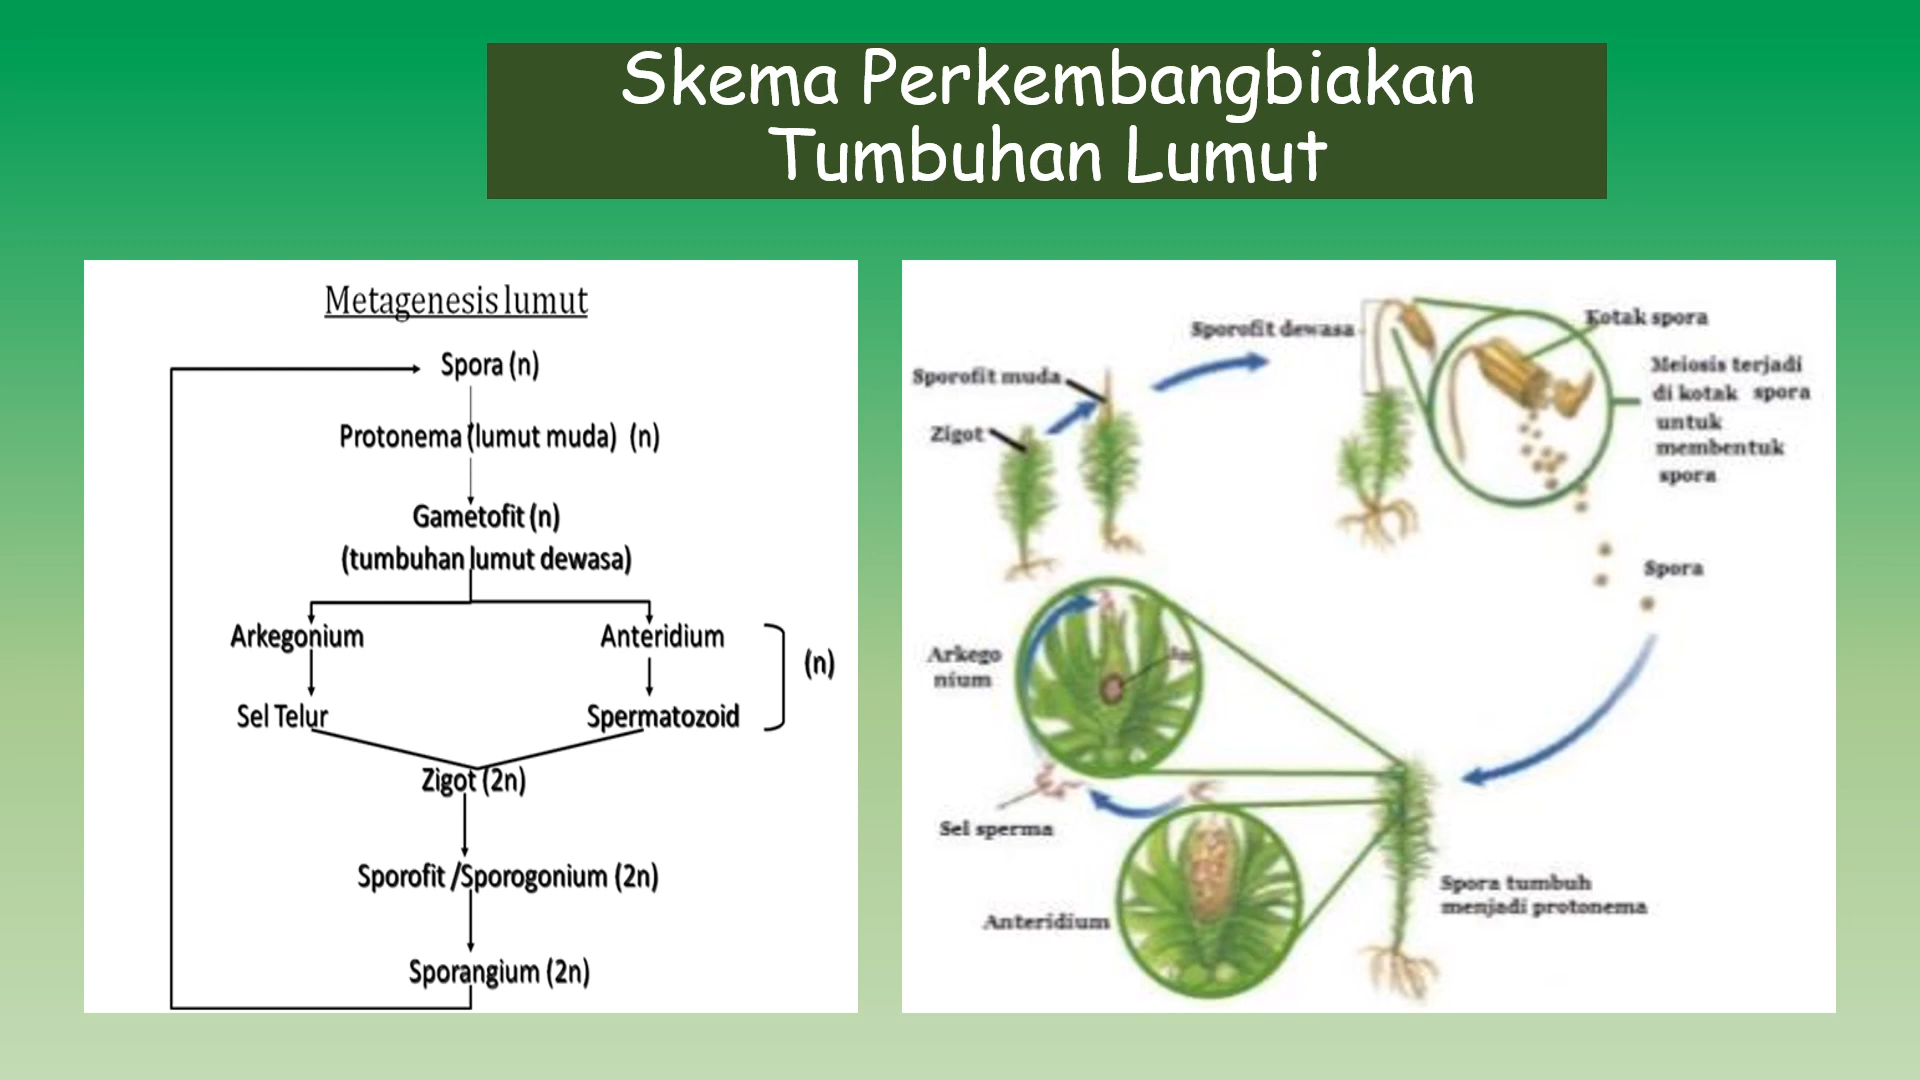 Skema Perkembangbiakan
Tumbuhan Lumut
Metagenesis lumut
Spora (n)
Protonema (lumut muda) (n)
Gametofit (n)
(tumbuhan lumut dewasa)
Arkegonium
Anteridium
(n)
Sel Telur
Spermatozoid
Zigot (2n)
Sporofit /Sporogonium (2n)
Sporangium (2n)
Sporofit dewasa
Kotak spora
Sporofit muda
Meiosis terjadi
di kotak spora
untuk
membentuk
spora
Zigot
Spora
Arkego
nium
Sel sperma
Anteridium
Spora tumbuh
menjadi protonema